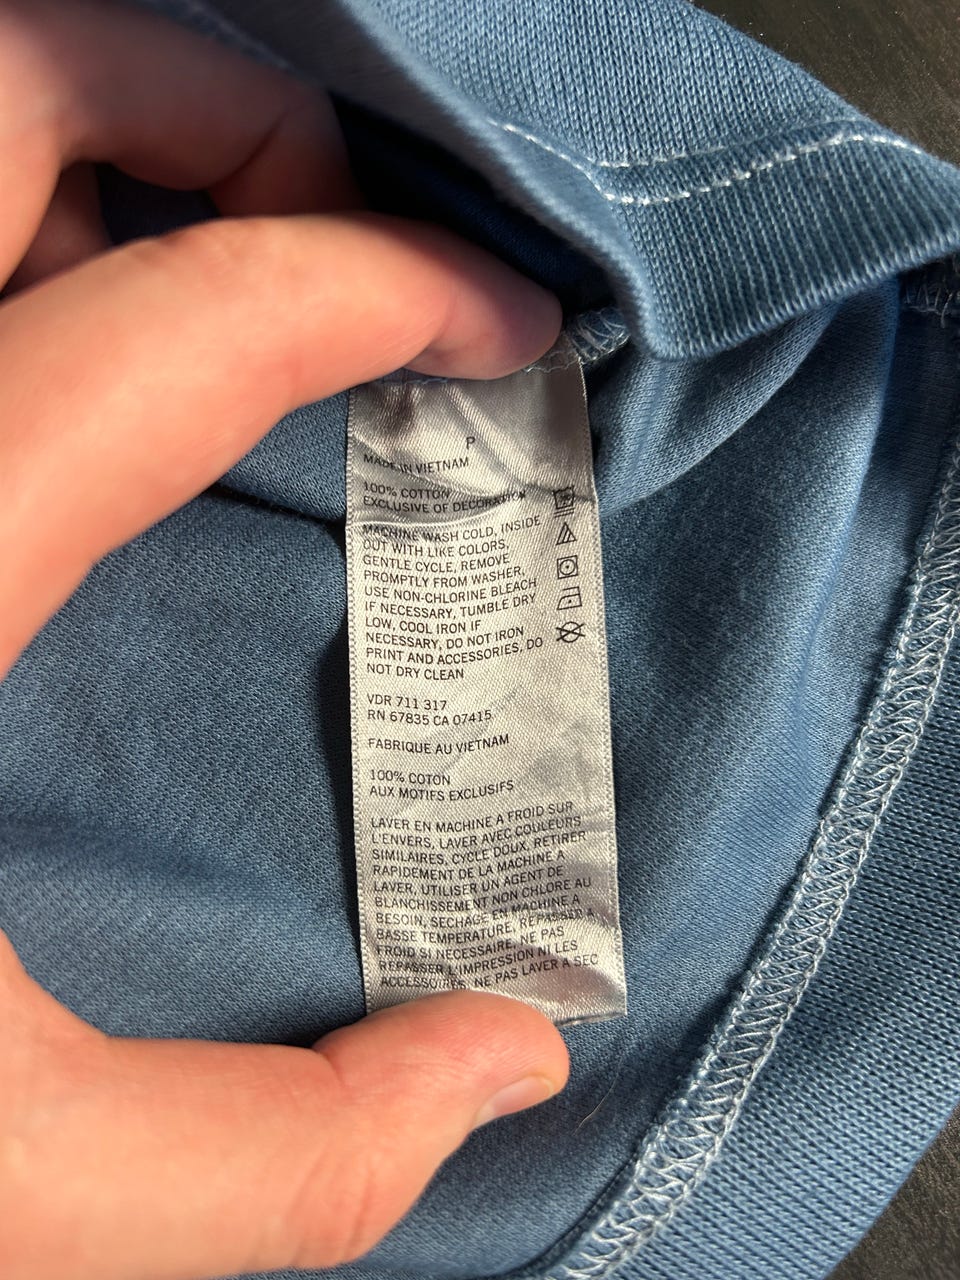 P
MADE IN VIETNAM
100% COTTON
EXCLUSIVE OF DECORATION
MACHINE WASH COLD, INSIDE
OUT WITH LIKE COLORS,
GENTLE CYCLE, REMOVE
PROMPTLY FROM WASHER,
USE NON-CHLORINE BLEACH
IF NECESSARY, TUMBLE DRY
LOW, COOL IRON IF
NECESSARY, DO NOT IRON
PRINT AND ACCESSORIES, DO
NOT DRY CLEAN
VDR 711 317
RN 67835 CA 07415
FABRIQUE AU VIETNAM
100% COTON
AUX MOTIFS EXCLUSIFS
LAVER EN MACHINE A FROID SUR
L'ENVERS, LAVER AVEC COULEURS
SIMILAIRES, CYCLE DOUX, RETIRER
RAPIDEMENT DE LA MACHINE A
LAVER, UTILISER UN AGENT DE
BLANCHISSEMENT NON CHLORE AU
BESOIN, SECHAGE EN MACHINE A
BASSE TEMPERATURE, REPASSER A
FROID SI NECESSAIRE, NE PAS
REPASSER L'IMPRESSION NI LES
ACCESSOIRES, NE PAS LAVER A SEC